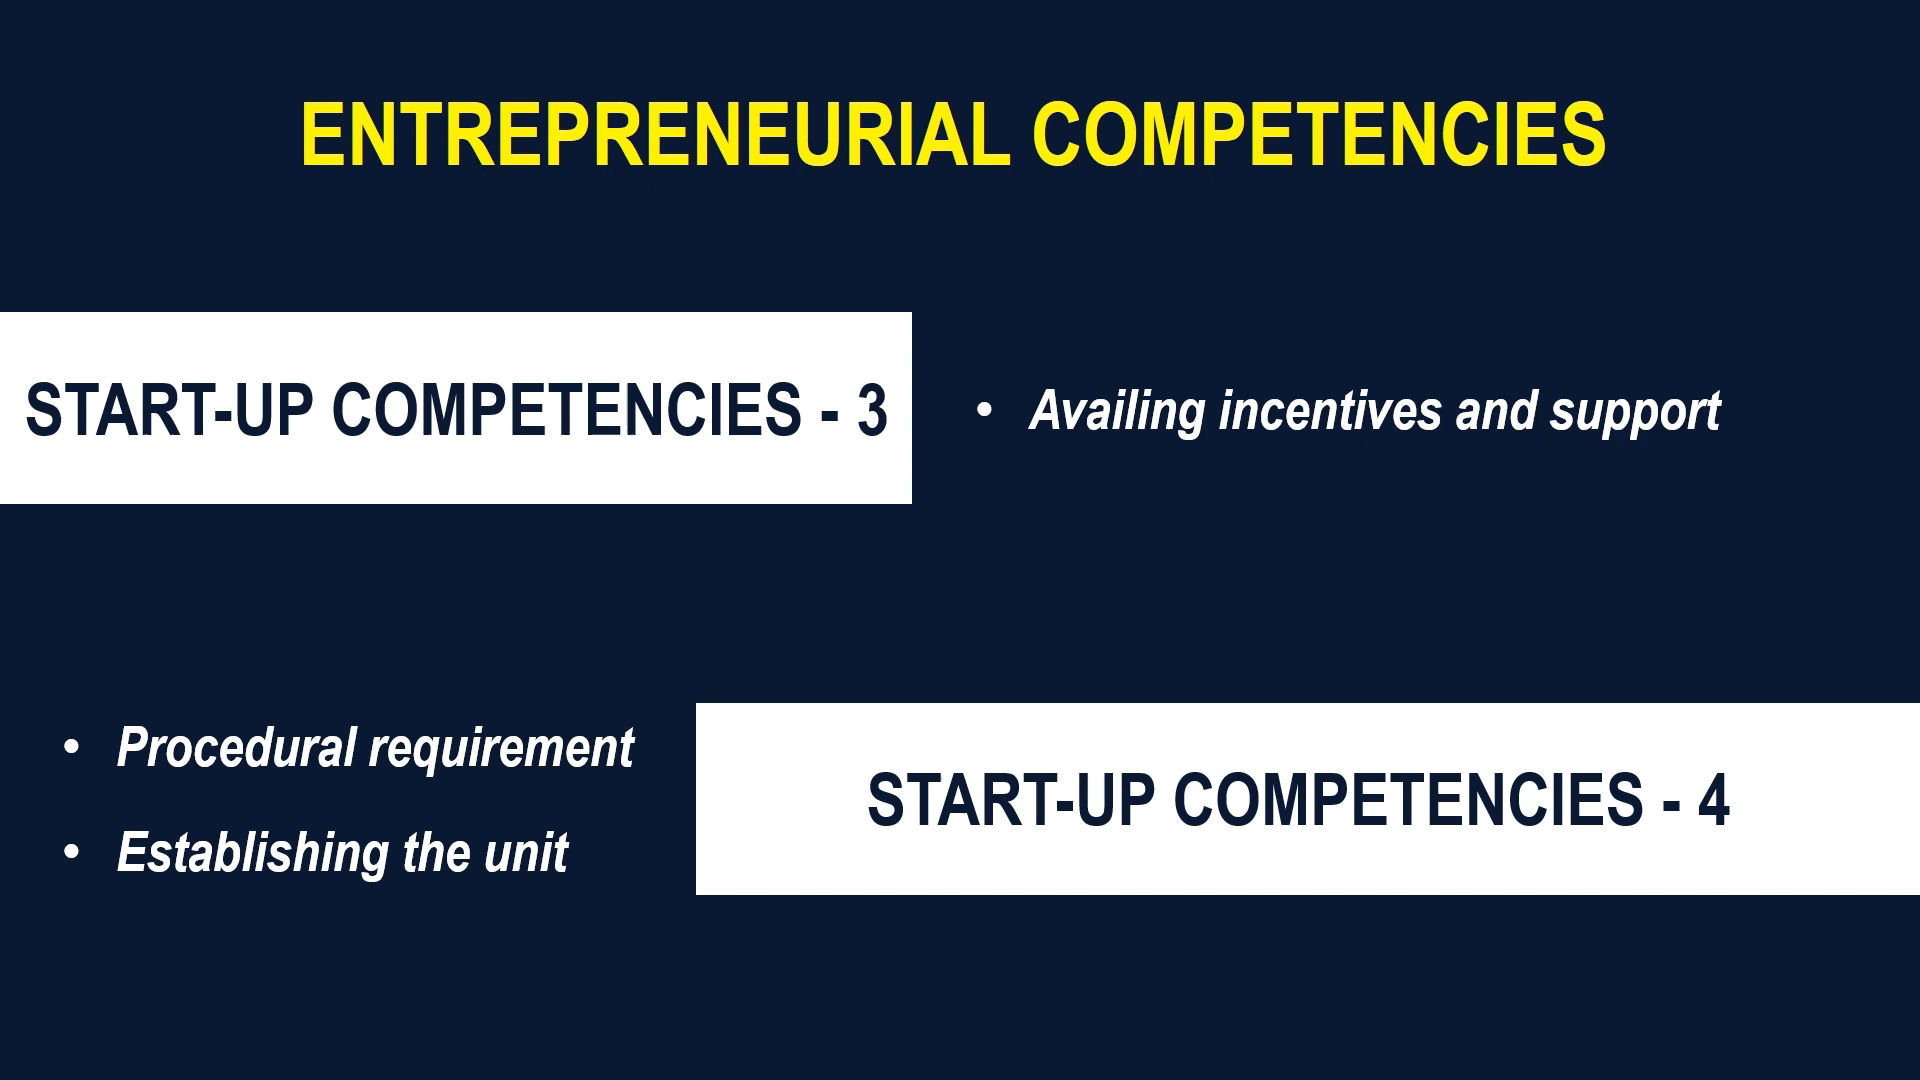 ENTREPRENEURIAL COMPETENCIES
START-UP COMPETENCIES - 3
• Availing incentives and support
• Procedural requirement
• Establishing the unit
START-UP COMPETENCIES - 4